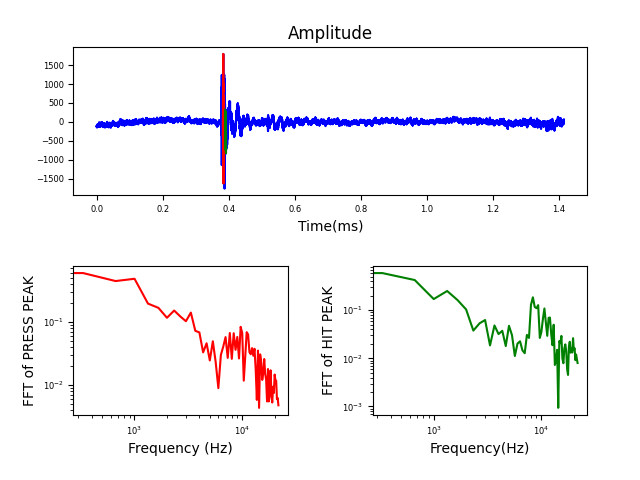 Amplitude
1500
1000
500
0
−500
−1000
−1500
0.0 0.2 0.4 0.6 0.8 1.0 1.2 1.4
Time(ms)
FFT of PRESS PEAK
10⁻¹
10⁻²
10³ 10⁴
Frequency (Hz)
FFT of HIT PEAK
10⁻¹
10⁻²
10⁻³
10³ 10⁴
Frequency(Hz)